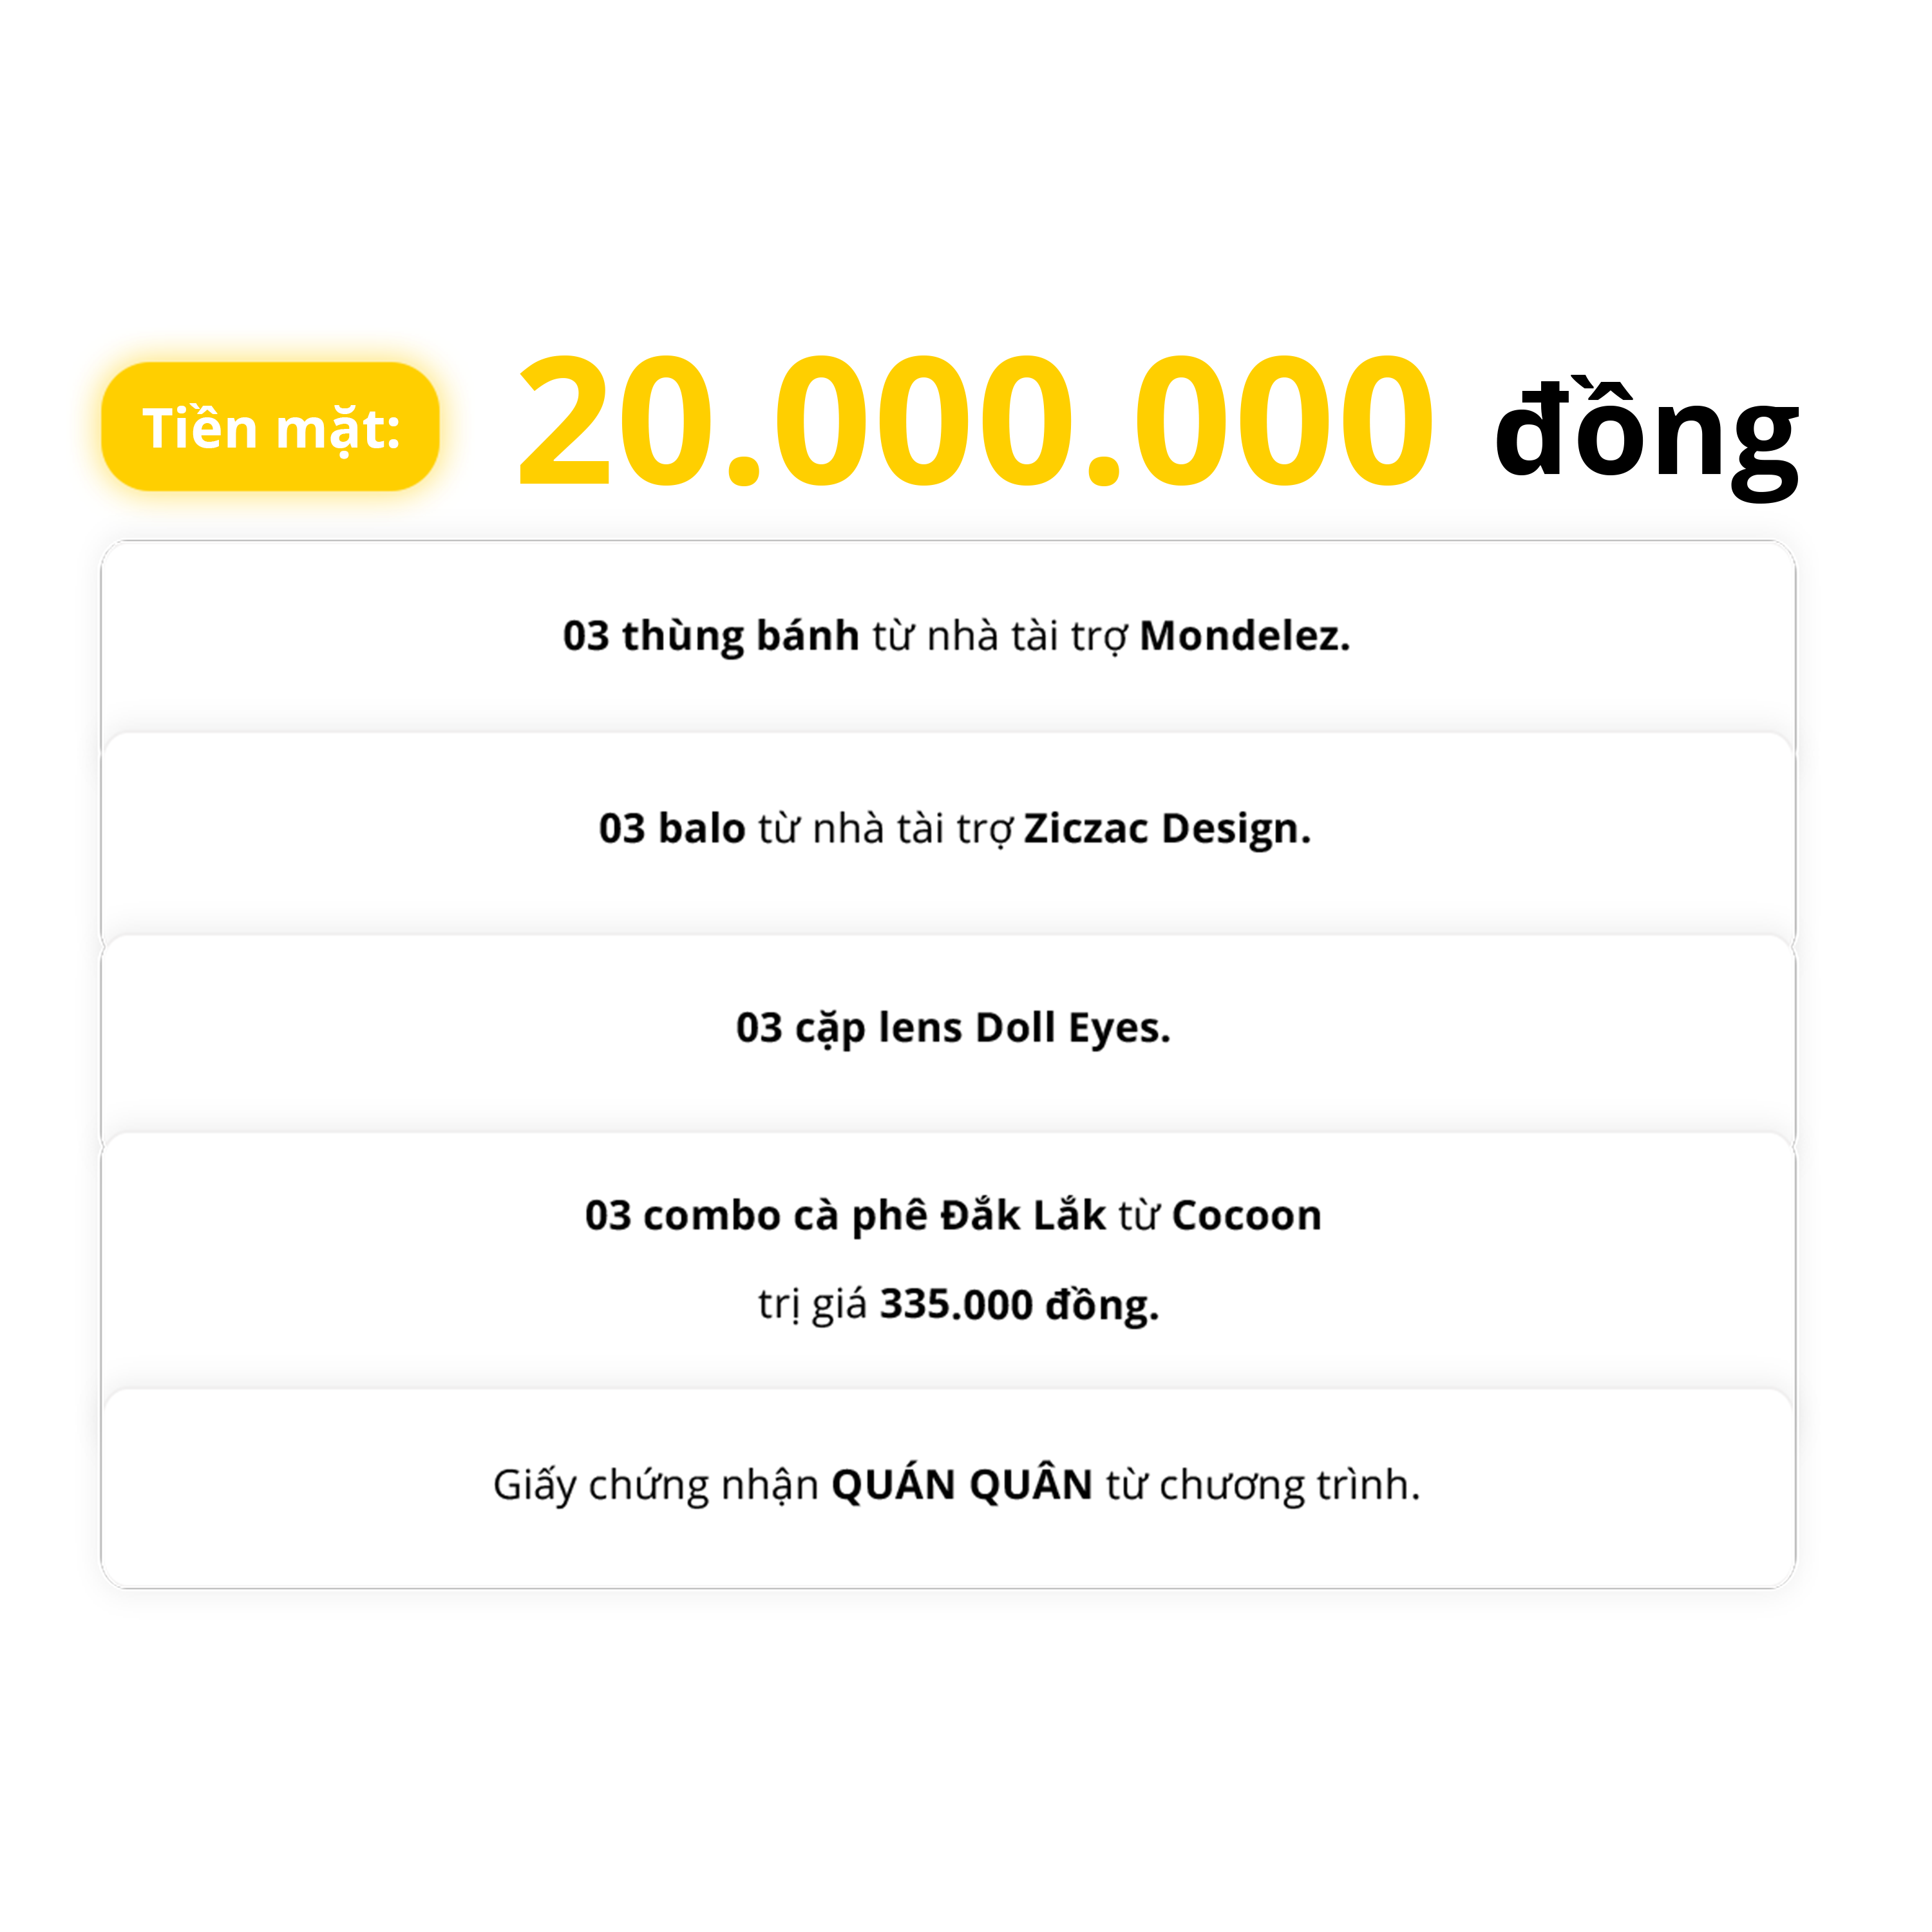 Tiền mặt: 20.000.000 đồng
03 thùng bánh từ nhà tài trợ Mondelez.
03 balo từ nhà tài trợ Ziczac Design.
03 cặp lens Doll Eyes.
03 combo cà phê Đắk Lắk từ Cocoon
trị giá 335.000 đồng.
Giấy chứng nhận QUÁN QUÂN từ chương trình.